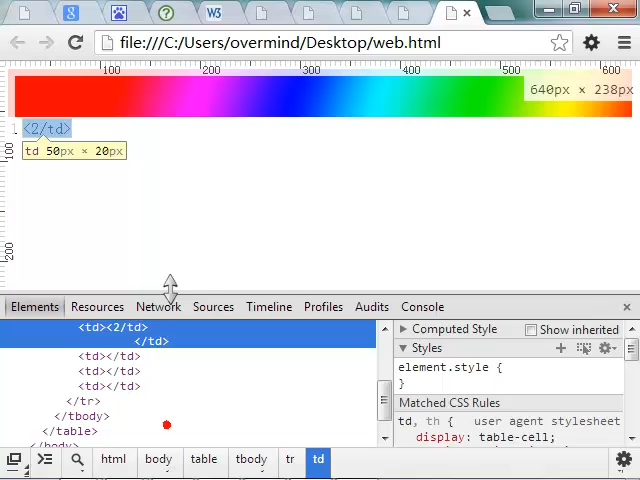 file:///C:/Users/overmind/Desktop/web.html
100 200 300 400 500 600
640px × 238px
1 <2/td>
td 50px × 20px
100
200
Elements Resources Network Sources Timeline Profiles Audits Console
<td><2/td>
</td>
<td></td>
<td></td>
<td></td>
</tr>
</tbody>
</table>
</body>
Computed Style Show inherited
Styles
element.style {
}
Matched CSS Rules
td, th { user agent stylesheet
display: table-cell;
html body table tbody tr td